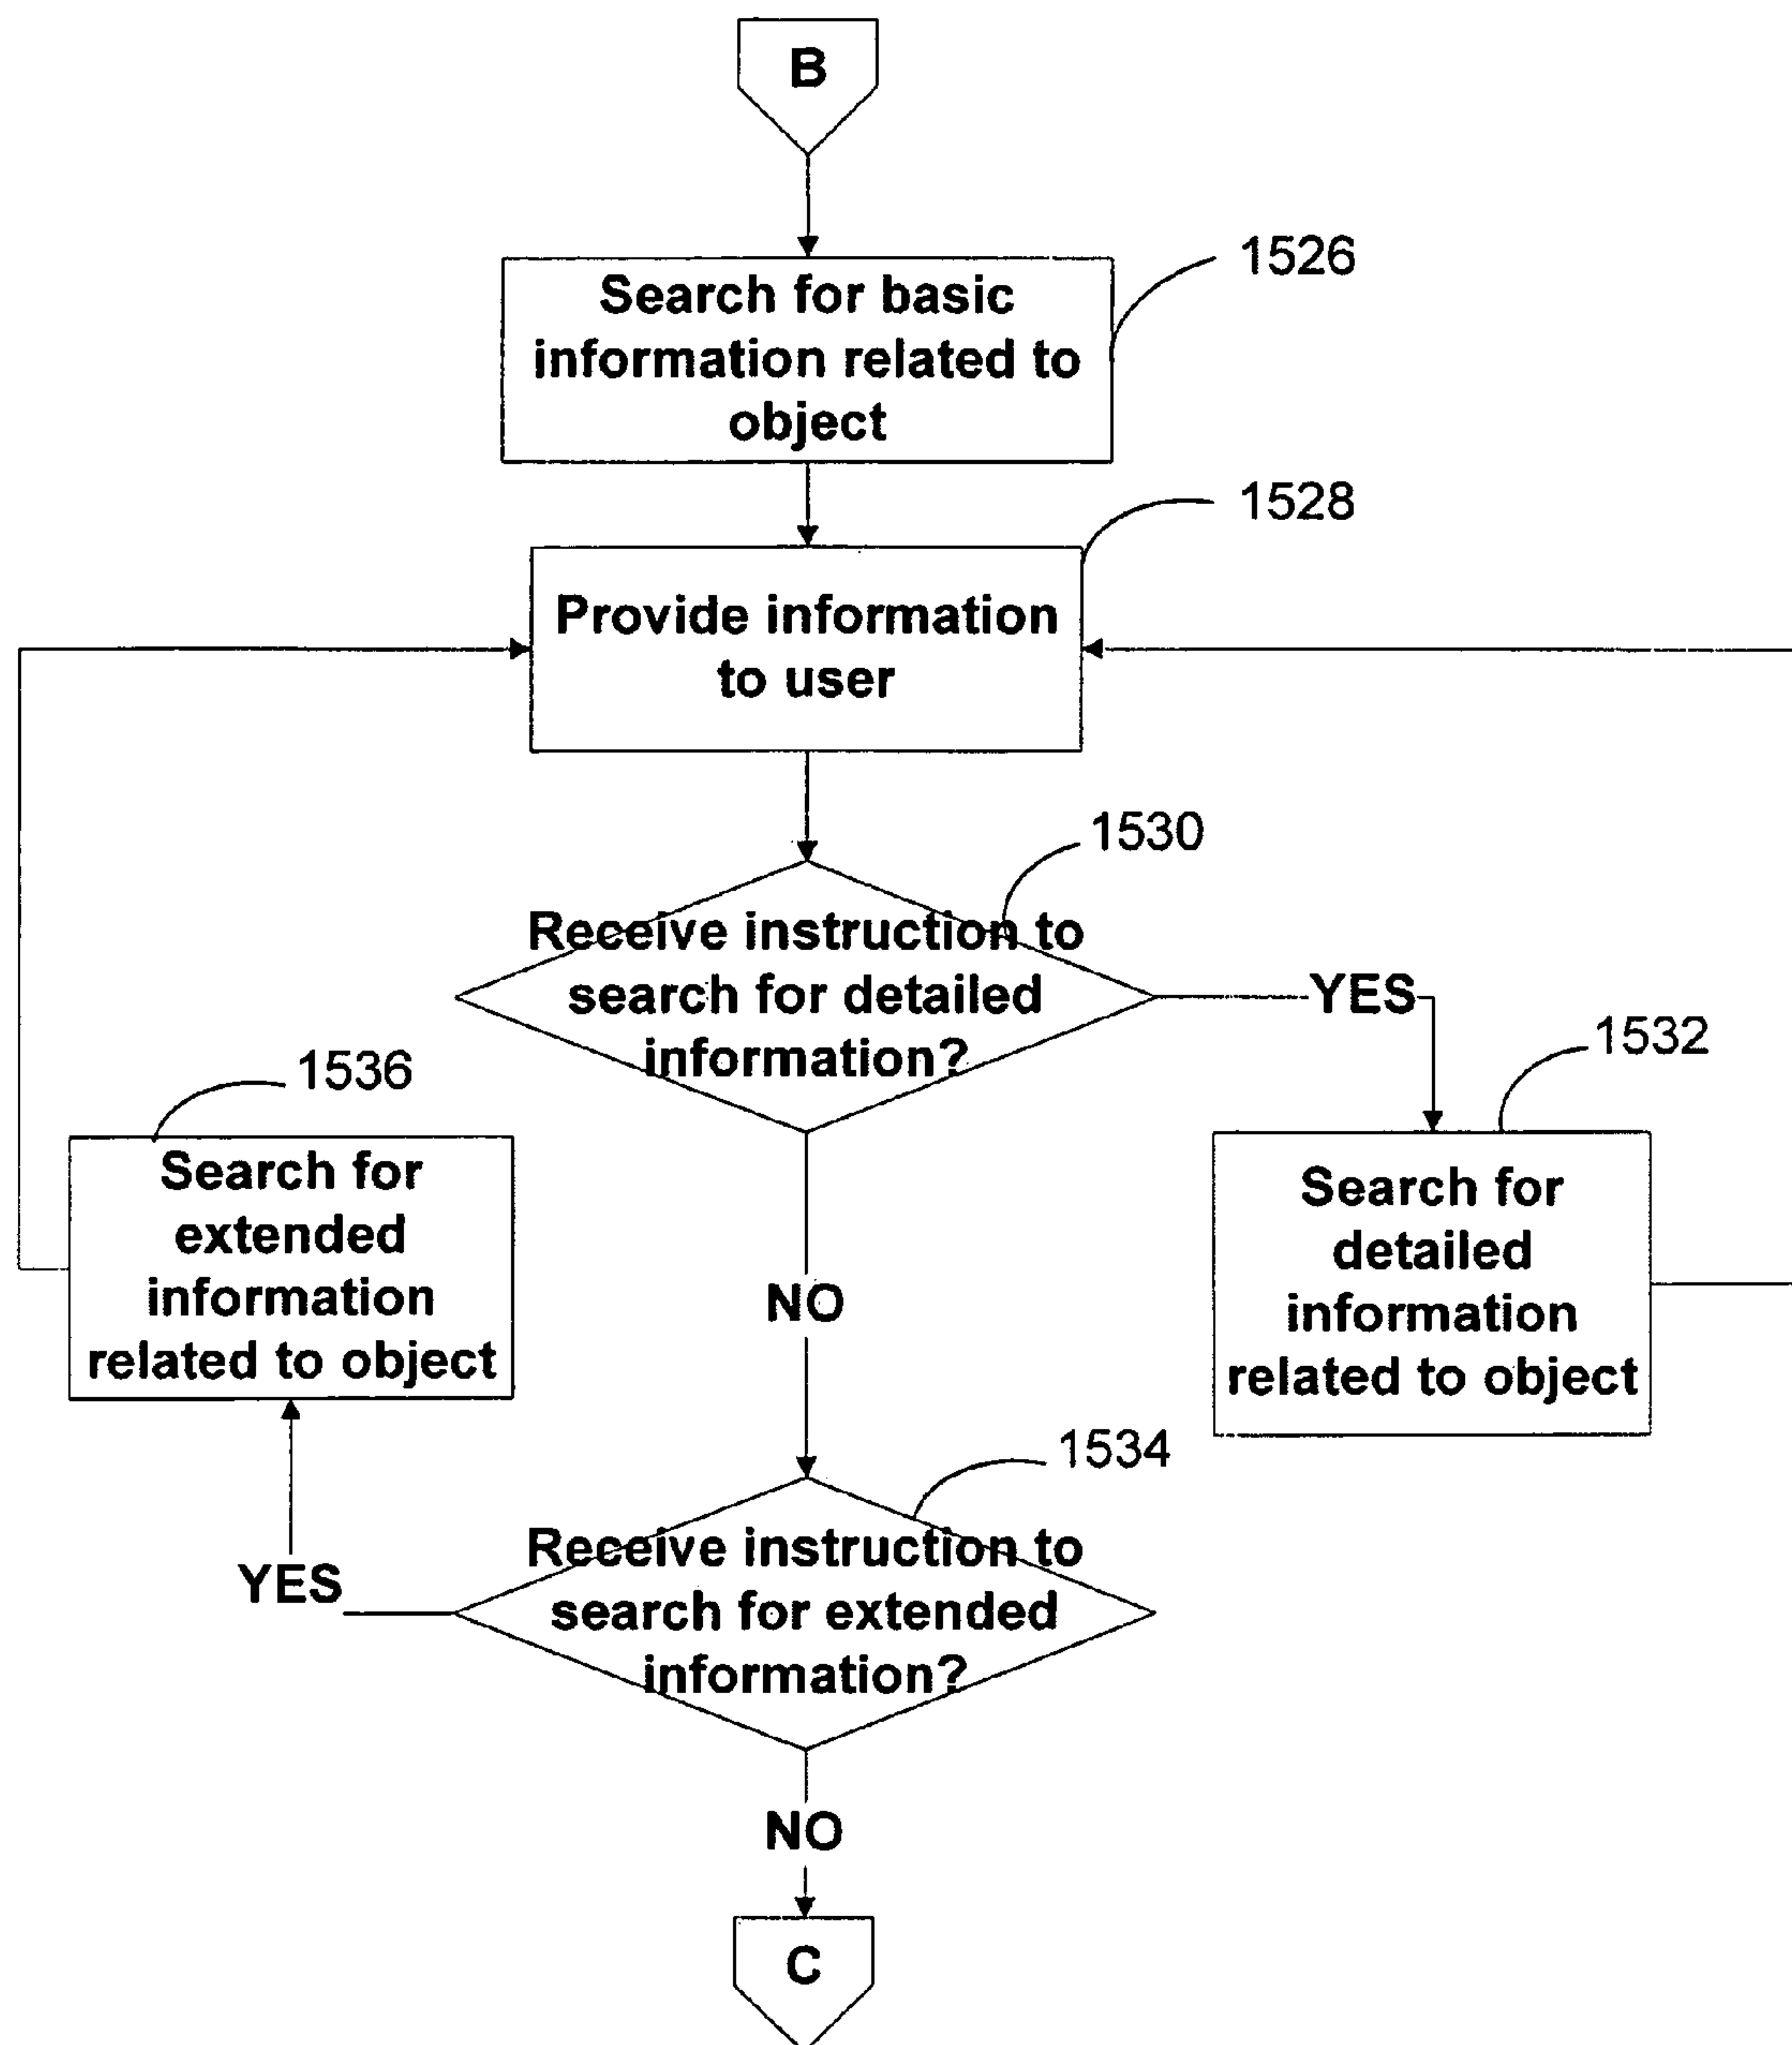 B
1526
Search for basic
information related to
object
1528
Provide information
to user
1530
Receive instruction to
search for detailed
information?
YES
1532
Search for
detailed
information
related to object
1536
Search for
extended
information
related to object
NO
1534
Receive instruction to
search for extended
information?
YES
NO
C